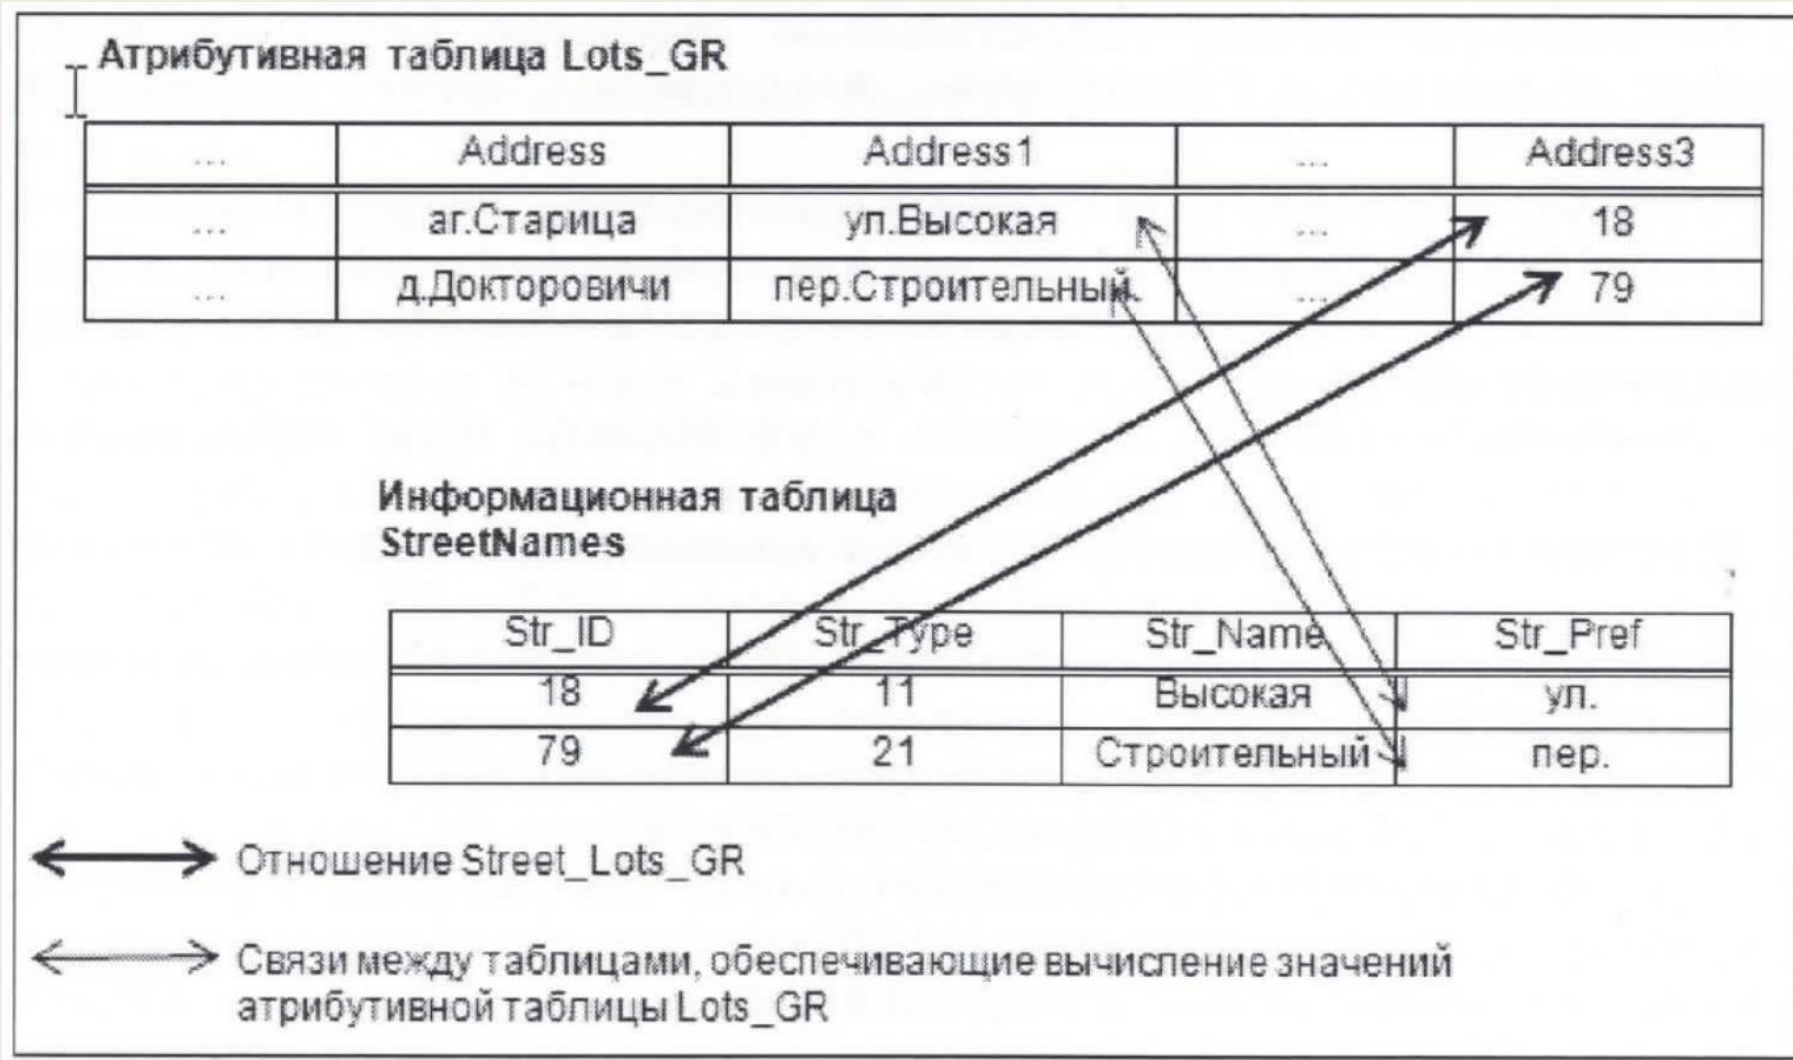 Атрибутивная таблица Lots_GR
... Address Address1 ... Address3
... аг.Старица ул.Высокая ... 18
... д.Докторовичи пер.Строительный. ... 79
Информационная таблица
StreetNames
Str_ID Str_Type Str_Name Str_Pref
18 11 Высокая ул.
79 21 Строительный пер.
Отношение Street_Lots_GR
Связи между таблицами, обеспечивающие вычисление значений
атрибутивной таблицы Lots_GR